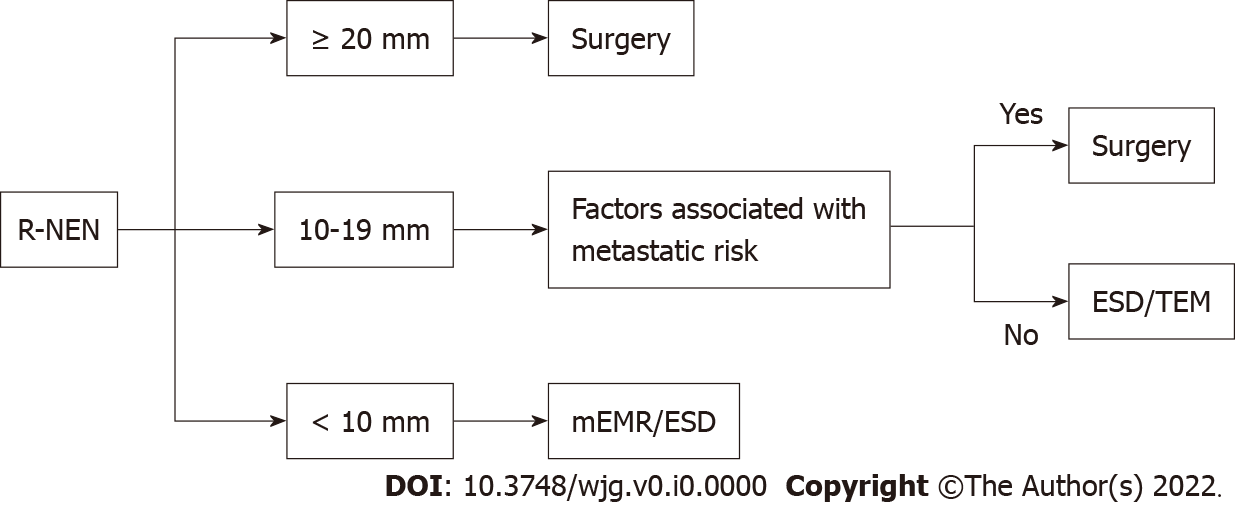 ≥ 20 mm
Surgery
R-NEN
10-19 mm
Factors associated with
metastatic risk
Yes
Surgery
No
ESD/TEM
< 10 mm
mEMR/ESD
DOI: 10.3748/wjg.v0.i0.0000 Copyright ©The Author(s) 2022.